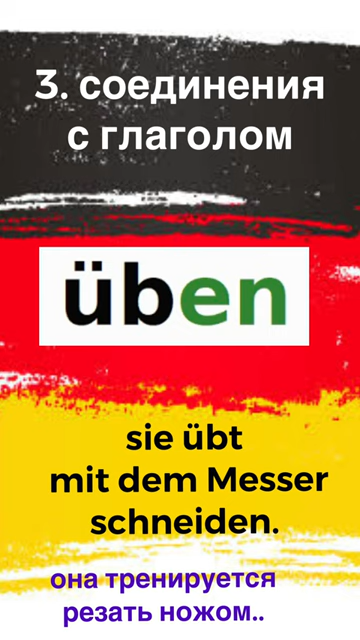 3. соединения
с глаголом
üben
sie übt
mit dem Messer
schneiden.
она тренируется
резать ножом..